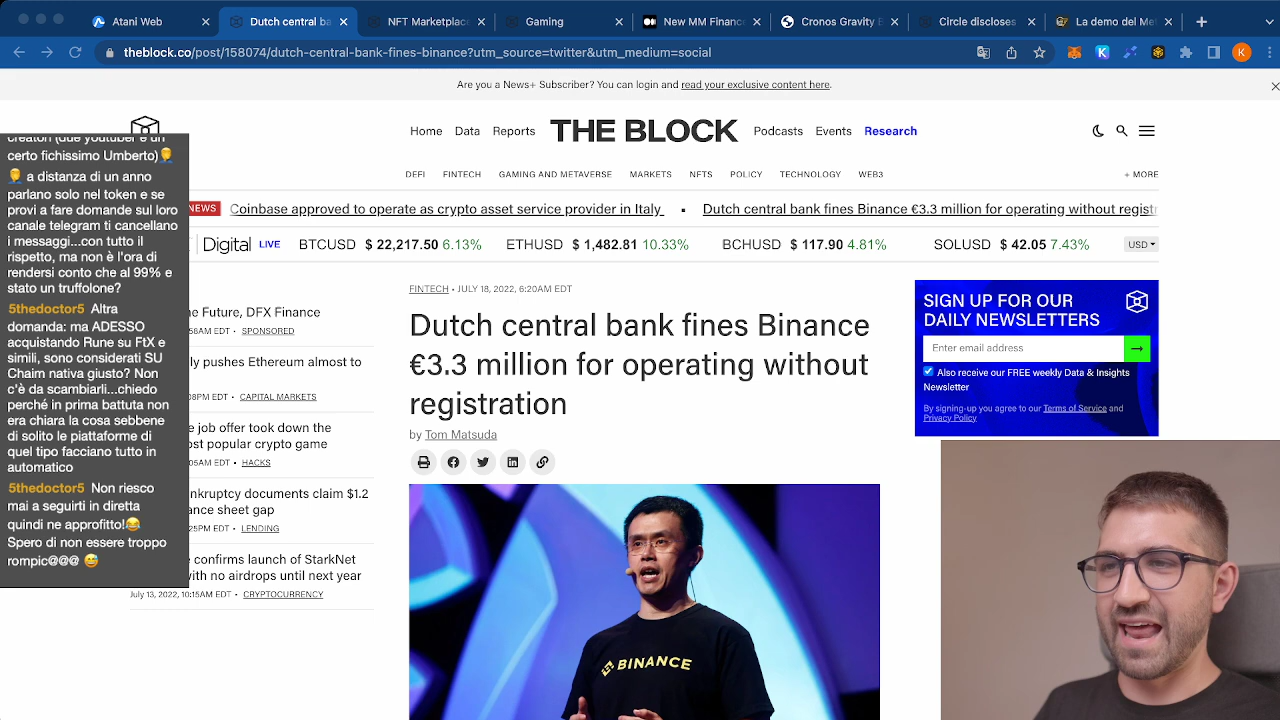 Atani Web
Dutch central ba
NFT Marketplac
Gaming
New MM Financ
Cronos Gravity B
Circle discloses
La demo del Me
theblock.co/post/158074/dutch-central-bank-fines-binance?utm_source=twitter&utm_medium=social
K
Are you a News+ Subscriber? You can login and read your exclusive content here.
Home
Data
Reports
THE BLOCK
Podcasts
Events
Research
DEFI
FINTECH
GAMING AND METAVERSE
MARKETS
NFTS
POLICY
TECHNOLOGY
WEB3
+ MORE
NEWS
Coinbase approved to operate as crypto asset service provider in Italy
Dutch central bank fines Binance €3.3 million for operating without regist
Digital LIVE
BTCUSD $ 22,217.50 6.13%
ETHUSD $ 1,482.81 10.33%
BCHUSD $ 117.90 4.81%
SOLUSD $ 42.05 7.43%
USD
certo fichissimo Umberto)🤦‍♂️
🤦‍♂️ a distanza di un anno
parlano solo nel token e se
provi a fare domande sul loro
canale telegram ti cancellano
i messaggi...con tutto il
rispetto, ma non è l'ora di
rendersi conto che al 99% e
stato un truffolone?
5thedoctor5 Altra
domanda: ma ADESSO
acquistando Rune su FtX e
simili, sono considerati SU
Chaim nativa giusto? Non
c'è da scambiarli...chiedo
perché in prima battuta non
era chiara la cosa sebbene
di solito le piattaforme di
quel tipo facciano tutto in
automatico
5thedoctor5 Non riesco
mai a seguirti in diretta
quindi ne approfitto!😂
Spero di non essere troppo
rompic@@@ 😅
e Future, DFX Finance
56AM EDT • SPONSORED
ly pushes Ethereum almost to
08PM EDT • CAPITAL MARKETS
e job offer took down the
ost popular crypto game
05AM EDT • HACKS
nkruptcy documents claim $1.2
ance sheet gap
25PM EDT • LENDING
e confirms launch of StarkNet
with no airdrops until next year
July 13, 2022, 10:15AM EDT • CRYPTOCURRENCY
FINTECH • JULY 18, 2022, 6:20AM EDT
Dutch central bank fines Binance
€3.3 million for operating without
registration
by Tom Matsuda
BINANCE
SIGN UP FOR OUR
DAILY NEWSLETTERS
Enter email address
Also receive our FREE weekly Data & Insights
Newsletter
By signing-up you agree to our Terms of Service and
Privacy Policy